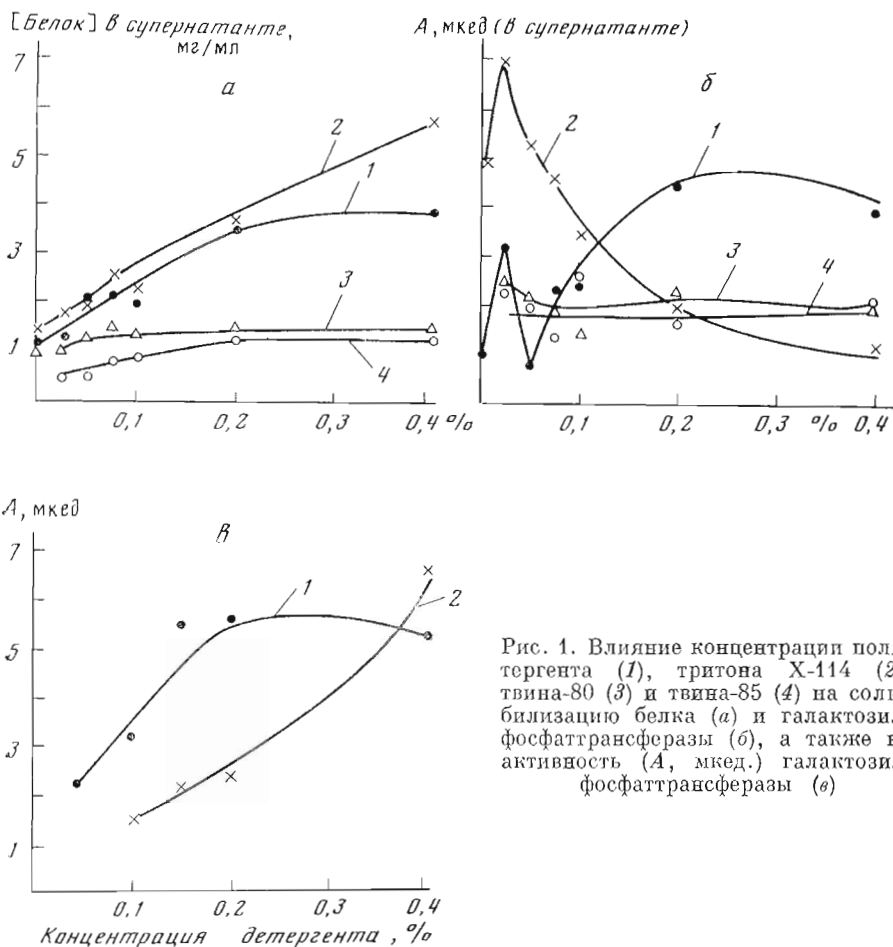 [Белок] в супернатанте,
мг/мл
А, мкед (в супернатанте)
7
5
3
1
а
2
1
3
4
0,1
0,2
0,3
0,4 %
б
2
1
3
4
0,1
0,2
0,3
0,4 %
А, мкед
7
5
3
1
в
1
2
0,1
0,2
0,3
0,4
Концентрация детергента, %
Рис. 1. Влияние концентрации пол
тергента (1), тритона Х-114 (2
твина-80 (3) и твина-85 (4) на
билизацию белка (а) и галактозил
фосфаттрансферазы (б), а также
активность (А, мкед.) галактозил
фосфаттрансферазы (в)